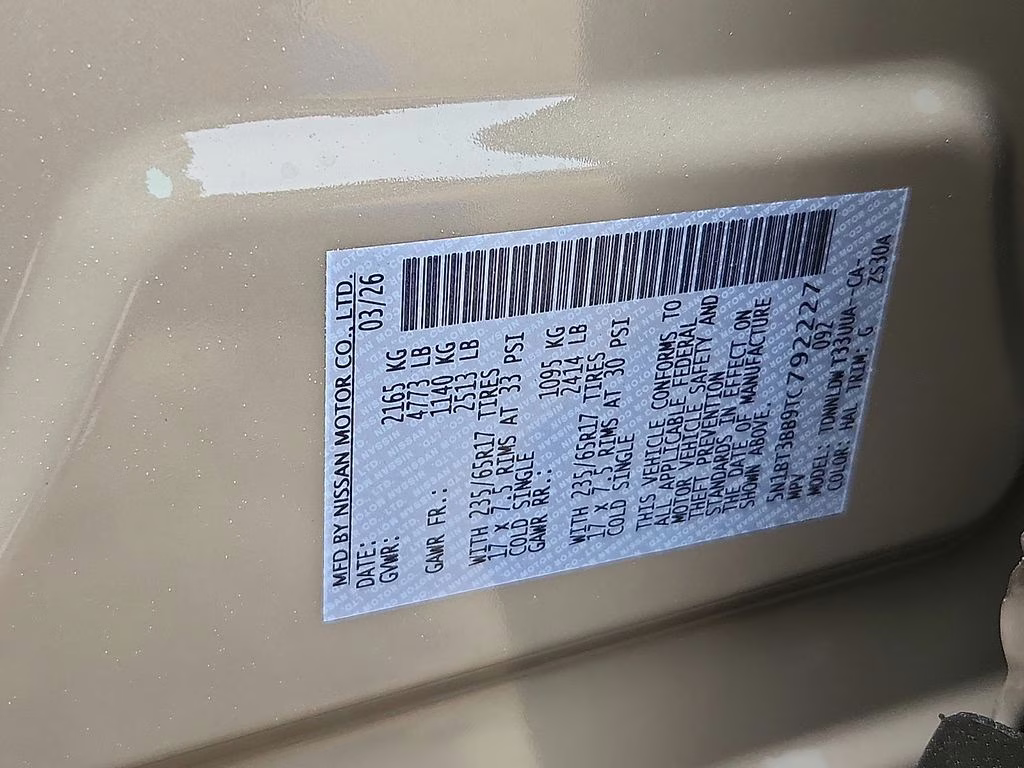 MFD BY NISSAN MOTOR CO., LTD.
DATE: 03/26
GVWR: 2165 KG
4773 LB
GAWR FR.: 1140 KG
2513 LB
WITH 235/65R17 TIRES
17 X 7.5 RIMS AT 33 PSI
COLD SINGLE
GAWR RR.: 1095 KG
2414 LB
WITH 235/65R17 TIRES
17 X 7.5 RIMS AT 30 PSI
COLD SINGLE
THIS VEHICLE CONFORMS TO
ALL APPLICABLE FEDERAL
MOTOR VEHICLE SAFETY AND
THEFT PREVENTION
STANDARDS IN EFFECT ON
THE DATE OF MANUFACTURE
SHOWN ABOVE.
5N1BT3BB9TC792227
MPV 092
MODEL: CA-
COLOR: HAL TRIM: G ZS30A